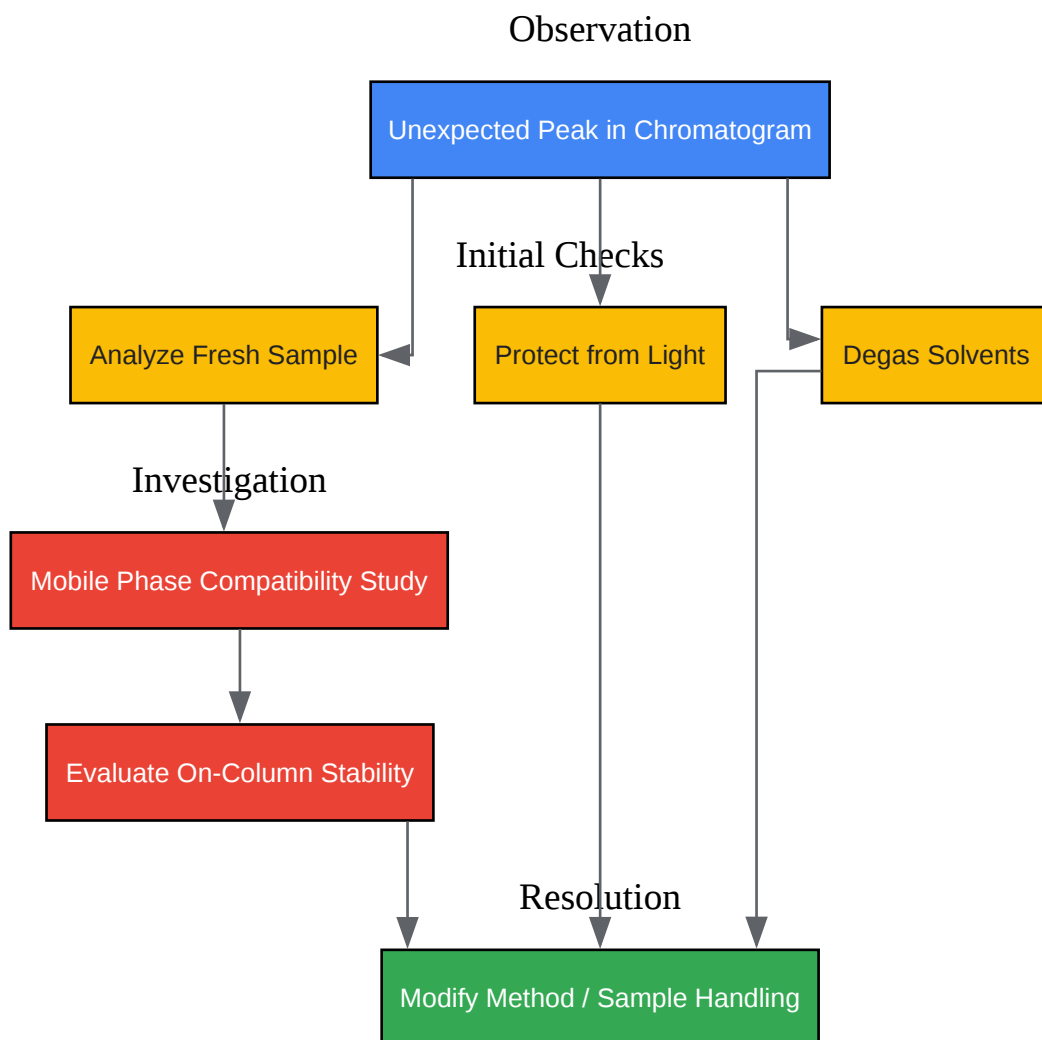 Observation
Unexpected Peak in Chromatogram
Initial Checks
Analyze Fresh Sample
Protect from Light
Degas Solvents
Investigation
Mobile Phase Compatibility Study
Evaluate On-Column Stability
Resolution
Modify Method / Sample Handling